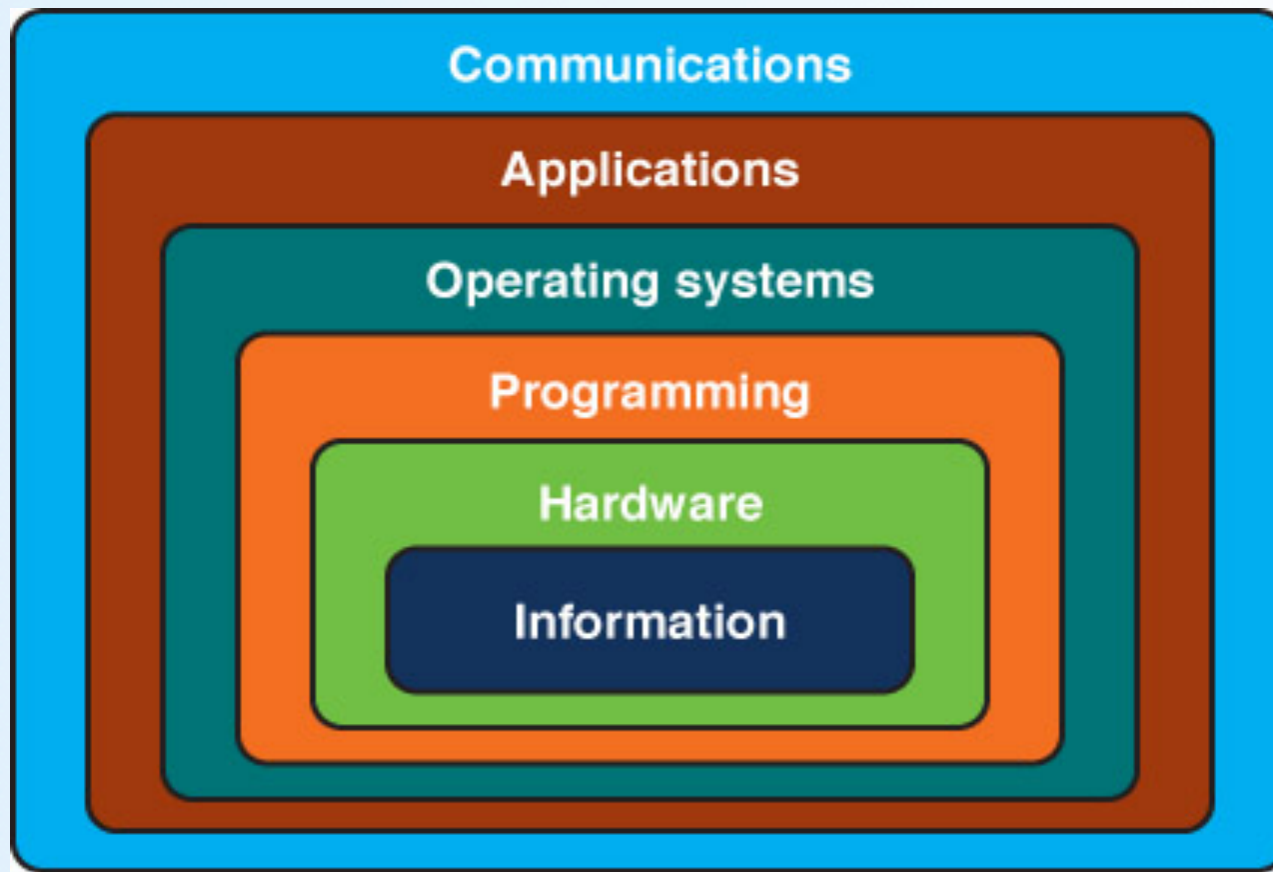 Communications
Applications
Operating systems
Programming
Hardware
Information